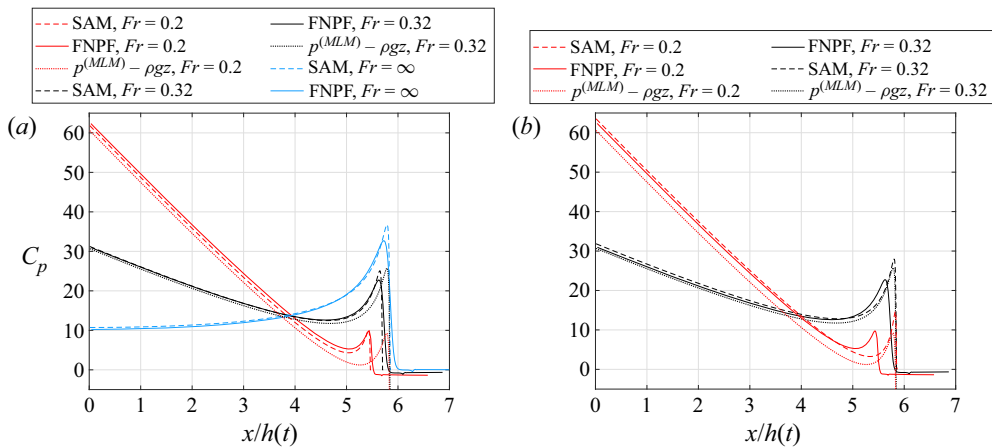 SAM, Fr = 0.2
FNPF, Fr = 0.2
p^(MLM) – ρgz, Fr = 0.2
SAM, Fr = 0.32
FNPF, Fr = 0.32
p^(MLM) – ρgz, Fr = 0.32
SAM, Fr = ∞
FNPF, Fr = ∞
(a)
60
50
40
30
20
10
0
C_p
0 1 2 3 4 5 6 7
x/h(t)
SAM, Fr = 0.2
FNPF, Fr = 0.2
p^(MLM) – ρgz, Fr = 0.2
FNPF, Fr = 0.32
SAM, Fr = 0.32
p^(MLM) – ρgz, Fr = 0.32
(b)
60
50
40
30
20
10
0
0 1 2 3 4 5 6 7
x/h(t)